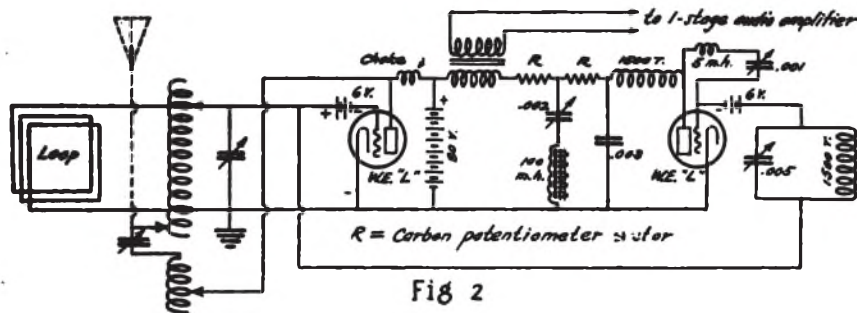 to 1-stage audio amplifier
Choke
R
R
1500 T.
5 m.h.
.001
6 V.
+
-
+
80 V.
.002
.003
100 m.h.
6 V.
-
.005
1500 T.
Loop
W.E. "L"
W.E. "L"
-
R = Carbon potentiometer
Fig 2